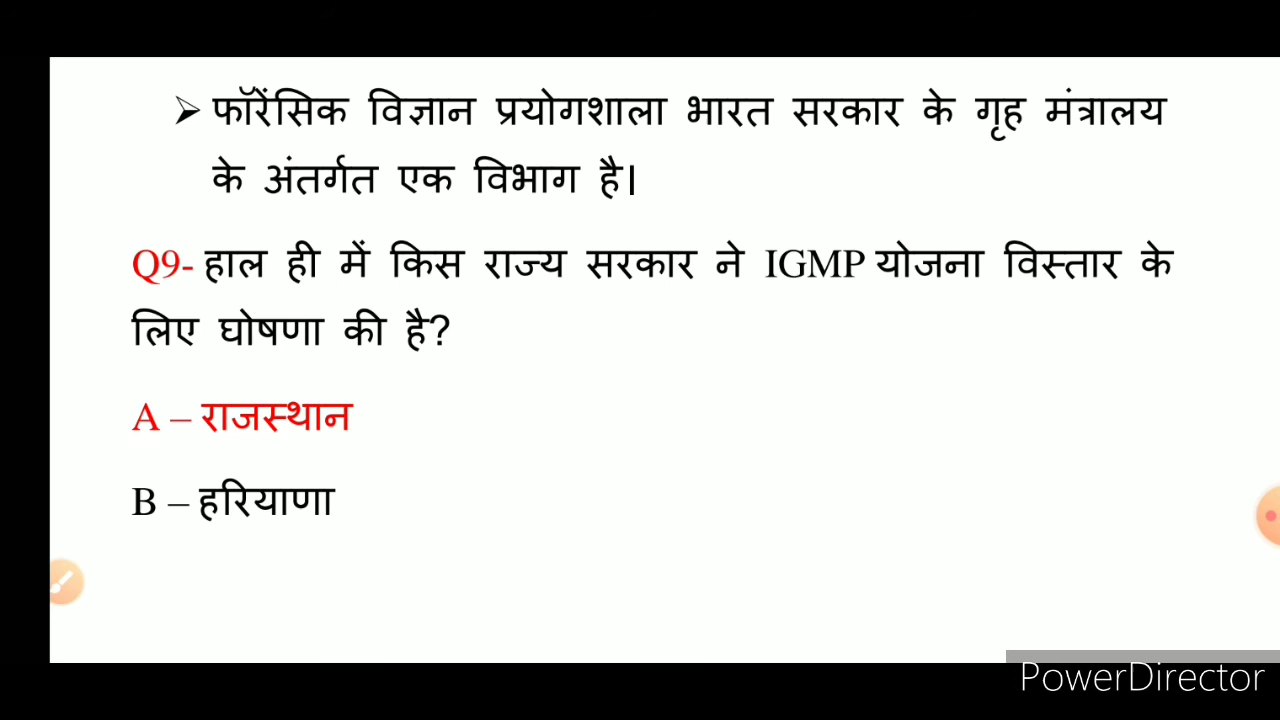 ➢ फॉरेंसिक विज्ञान प्रयोगशाला भारत सरकार के गृह मंत्रालय
के अंतर्गत एक विभाग है।
Q9- हाल ही में किस राज्य सरकार ने IGMP योजना विस्तार के
लिए घोषणा की है?
A – राजस्थान
B – हरियाणा
PowerDirector